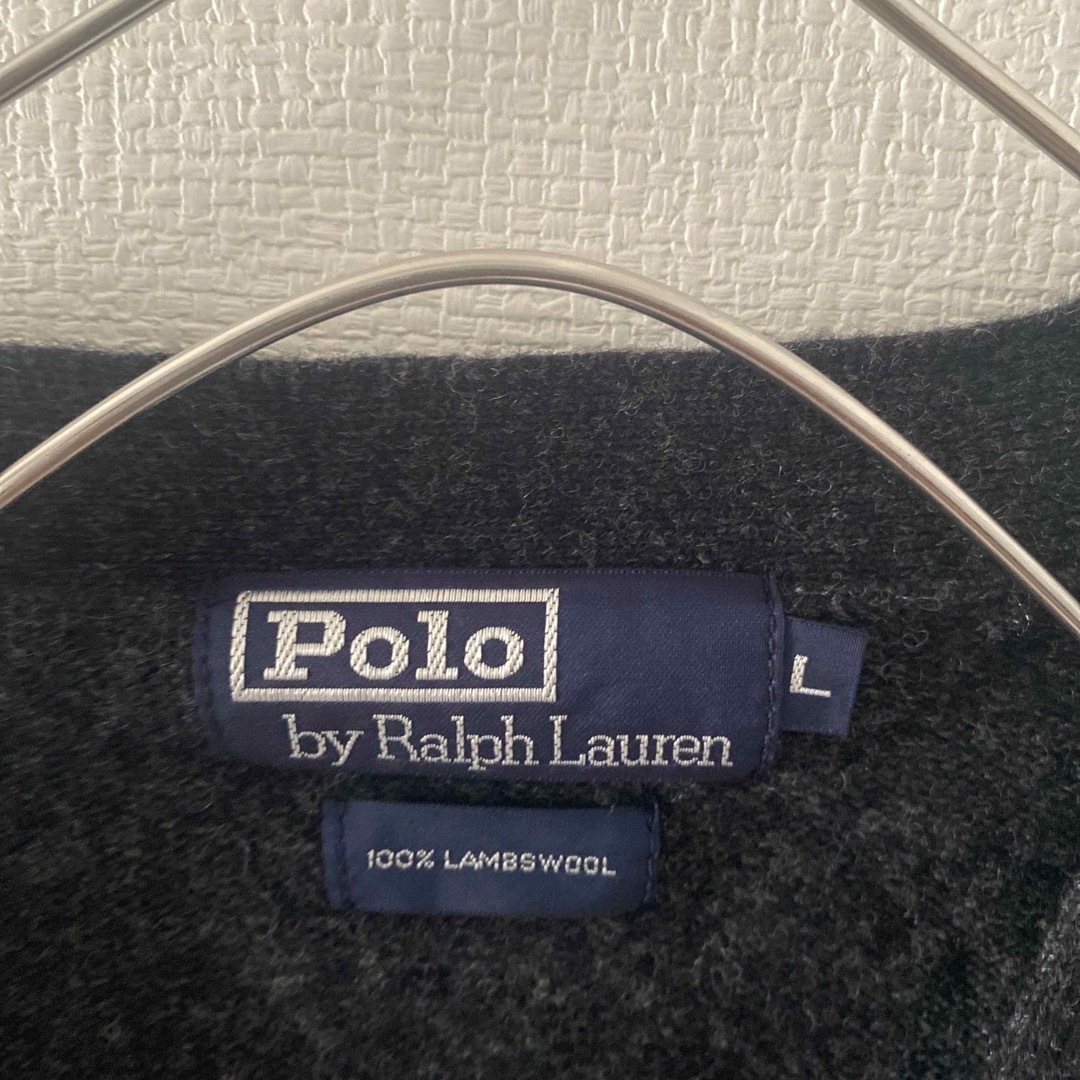 Polo
by Ralph Lauren
L
100% LAMBSWOOL